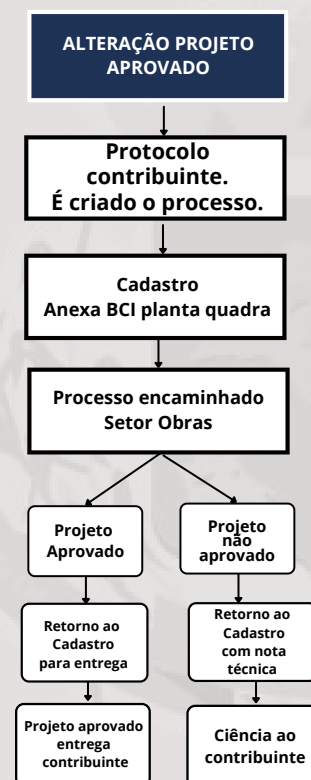 ALTERAÇÃO PROJETO
APROVADO
Protocolo
contribuinte.
É criado o processo.
Cadastro
Anexa BCI planta quadra
Processo encaminhado
Setor Obras
Projeto
Aprovado
Projeto
não
aprovado
Retorno ao
Cadastro
para entrega
Retorno ao
Cadastro
com nota
técnica
Projeto aprovado
entrega
contribuinte
Ciência ao
contribuinte